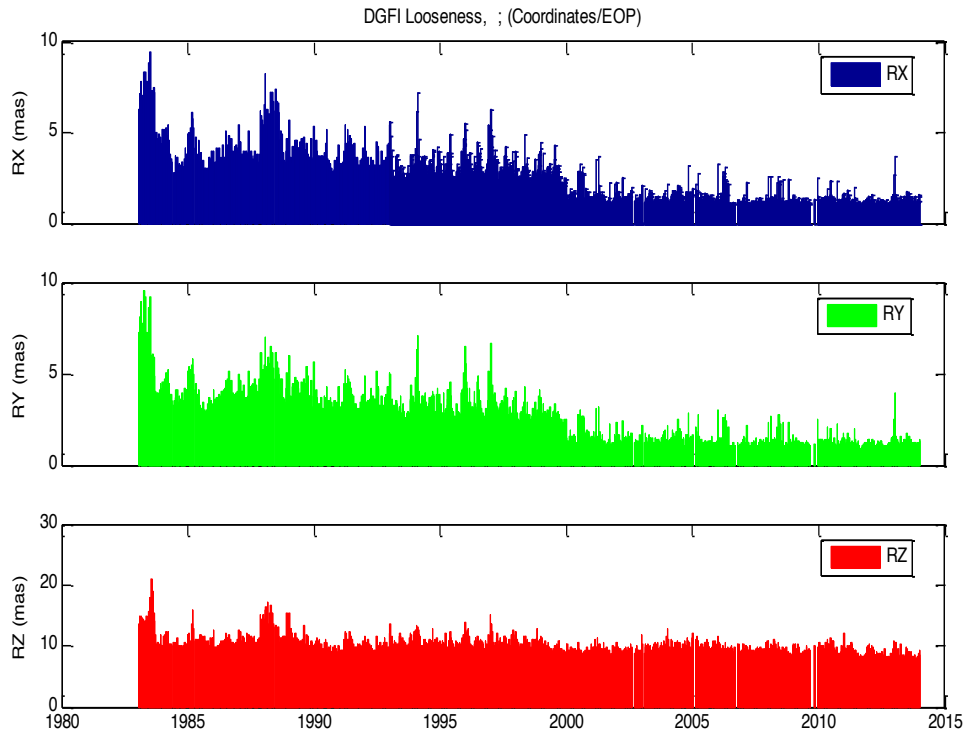 DGFI Looseness, ; (Coordinates/EOP)
10
5
0
RX (mas)
RX
10
5
0
RY (mas)
RY
30
20
10
0
RZ (mas)
RZ
1980 1985 1990 1995 2000 2005 2010 2015